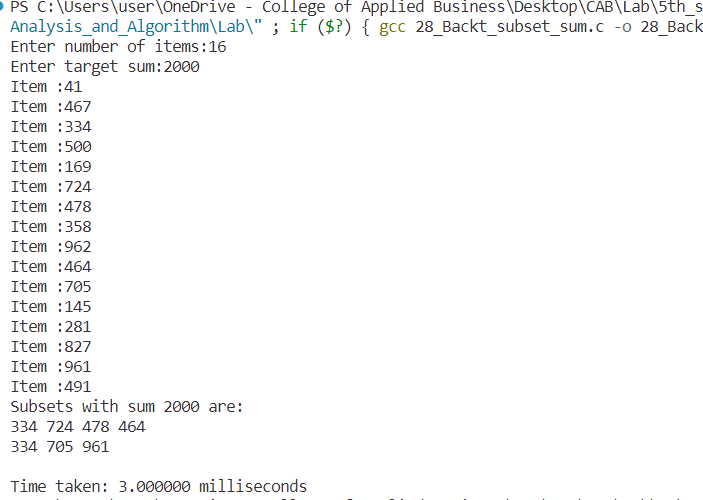 PS C:\Users\user\OneDrive - College of Applied Business\Desktop\CAB\Lab\5th_s
Analysis_and_Algorithm\Lab\" ; if ($?) { gcc 28_Backt_subset_sum.c -o 28_Back
Enter number of items:16
Enter target sum:2000
Item :41
Item :467
Item :334
Item :500
Item :169
Item :724
Item :478
Item :358
Item :962
Item :464
Item :705
Item :145
Item :281
Item :827
Item :961
Item :491
Subsets with sum 2000 are:
334 724 478 464
334 705 961
Time taken: 3.000000 milliseconds